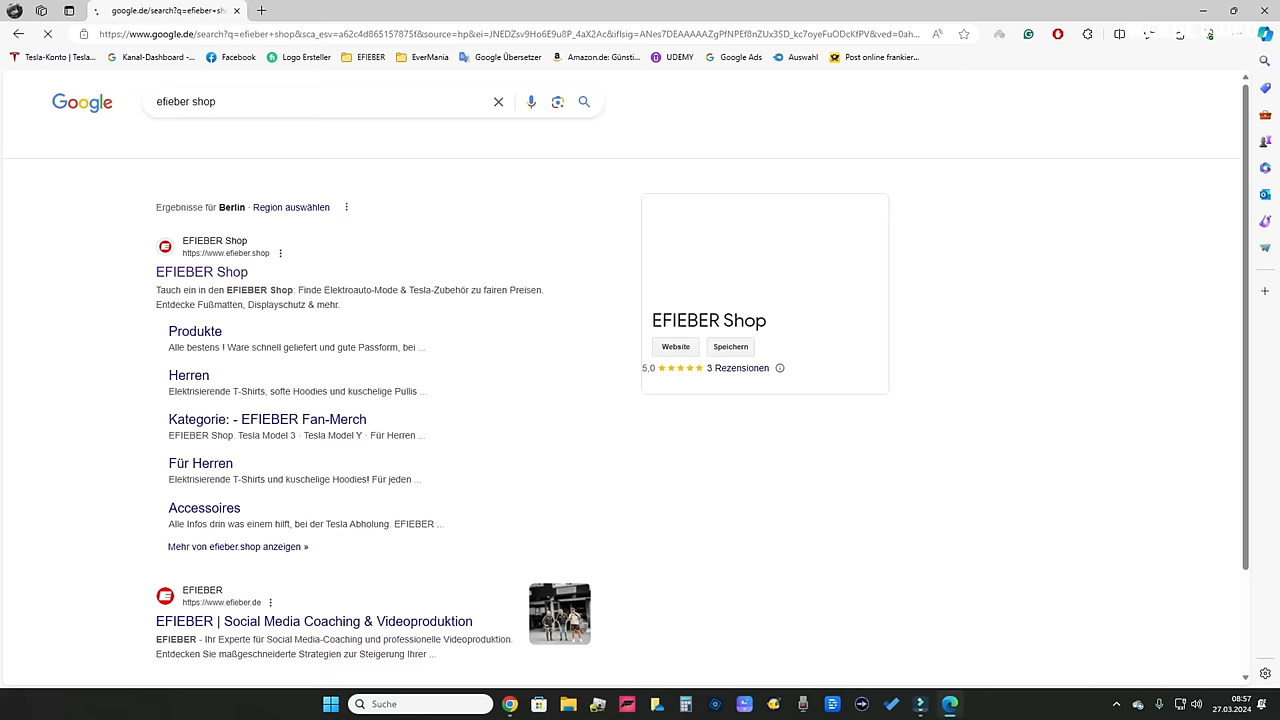 google.de/search?q=efieber+sh
https://www.google.de/search?q=efieber+shop&sca_esv=a62c4d865157875f&source=hp&ei=JNEDZsv9Ho6E9u8P_4aX2Ac&iflsig=ANes7DEAAAAAZgPfNPEf8nZUx3SD_kc7oyeFuODcKfPV&ved=0ah...
Tesla-Konto | Tesla...
Kanal-Dashboard -...
Facebook
Logo Ersteller
EFIEBER
EverMania
Google Übersetzer
Amazon.de: Günsti...
UDEMY
Google Ads
Auswahl
Post online frankier...
Google
efieber shop
Ergebnisse für Berlin · Region auswählen
EFIEBER Shop
https://www.efieber.shop
EFIEBER Shop
Tauch ein in den EFIEBER Shop: Finde Elektroauto-Mode & Tesla-Zubehör zu fairen Preisen.
Entdecke Fußmatten, Displayschutz & mehr.
Produkte
Alle bestens ! Ware schnell geliefert und gute Passform, bei ...
Herren
Elektrisierende T-Shirts, softe Hoodies und kuschelige Pullis ...
Kategorie: - EFIEBER Fan-Merch
EFIEBER Shop. Tesla Model 3 · Tesla Model Y · Für Herren ...
Für Herren
Elektrisierende T-Shirts und kuschelige Hoodies! Für jeden ...
Accessoires
Alle Infos drin was einem hilft, bei der Tesla Abholung. EFIEBER ...
Mehr von efieber.shop anzeigen »
EFIEBER
https://www.efieber.de
EFIEBER | Social Media Coaching & Videoproduktion
EFIEBER - Ihr Experte für Social Media-Coaching und professionelle Videoproduktion.
Entdecken Sie maßgeschneiderte Strategien zur Steigerung Ihrer ...
EFIEBER Shop
Website
Speichern
5,0
3 Rezensionen
Suche
08:57
27.03.2024